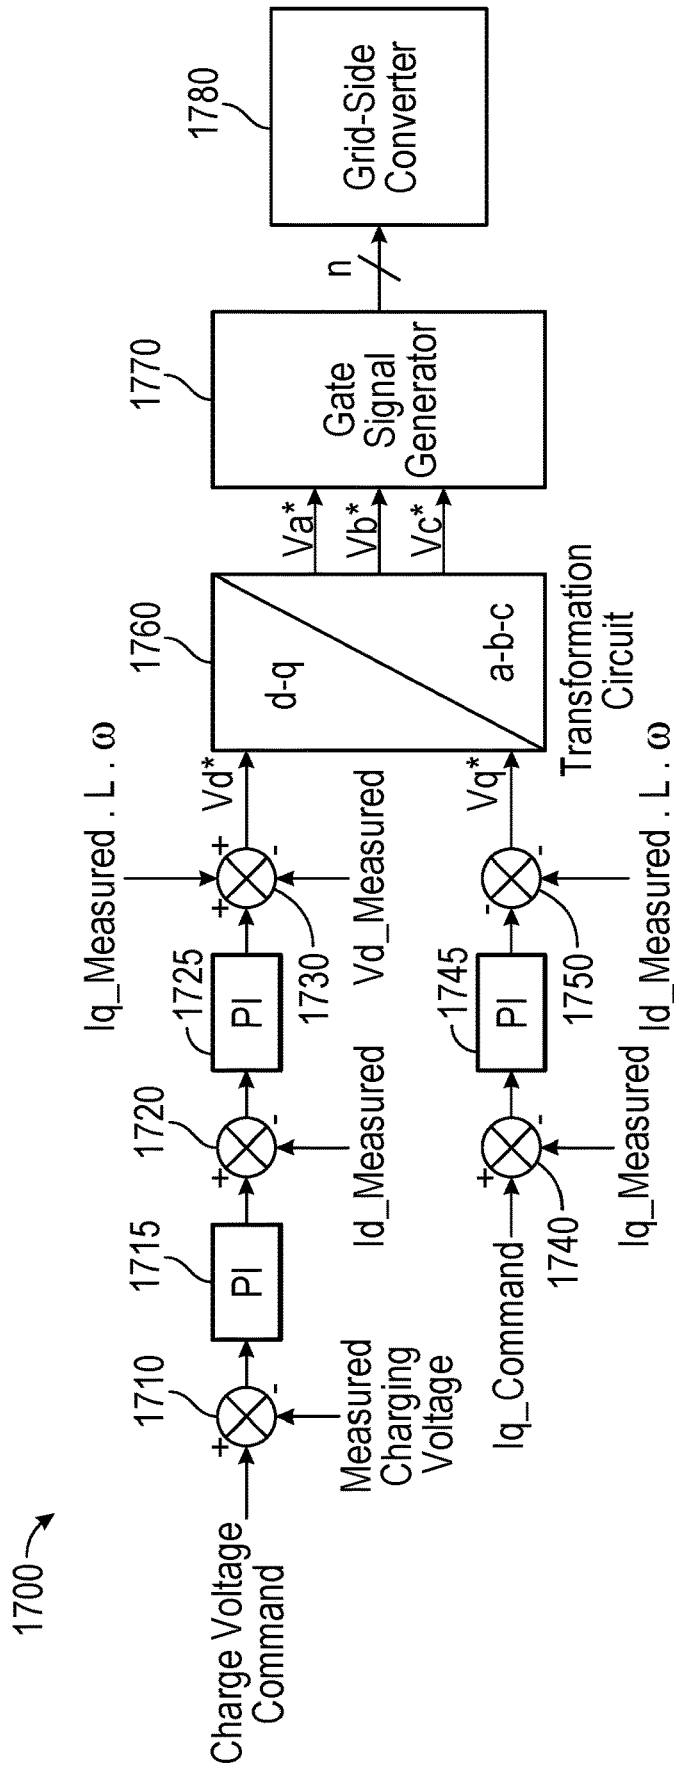 1700
Charge Voltage
Command
+
-
1710
Measured
Charging
Voltage
1715
PI
+
-
1720
Id_Measured
1725
PI
Iq_Measured . L . ω
+
+
-
1730
Vd_Measured
Vd*
Iq_Command
+
-
1740
Iq_Measured
1745
PI
-
-
1750
Id_Measured . L . ω
Vq*
1760
d-q
a-b-c
Transformation
Circuit
Va*
Vb*
Vc*
1770
Gate
Signal
Generator
n
1780
Grid-Side
Converter